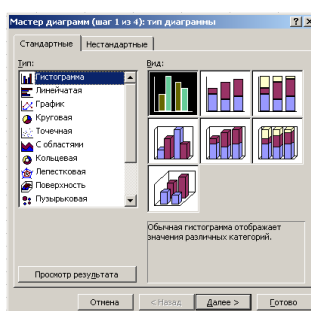 Мастер диаграмм (шаг 1 из 4): тип диаграммы
Стандартные
Нестандартные
Тип:
Гистограмма
Линейчатая
График
Круговая
Точечная
С областями
Кольцевая
Лепестковая
Поверхность
Пузырьковая
Вид:
Обычная гистограмма отображает
значения различных категорий.
Просмотр результата
Отмена
< Назад
Далее >
Готово